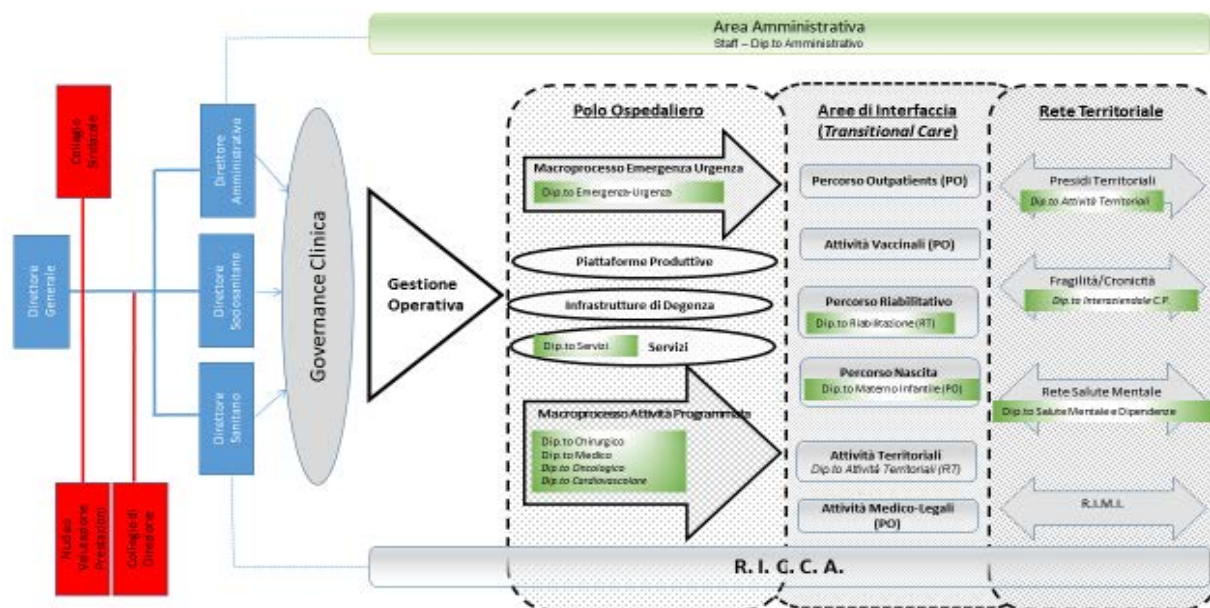 Area Amministrativa
Staff – Dip.to Amministrativo
Collegio
Sindacale
Direttore
Generale
Nucleo
Valutazione
Prestazioni
Collegio di
Direzione
Direttore
Amministrativo
Direttore
Sociosanitario
Direttore
Sanitario
Governance Clinica
Gestione
Operativa
Polo Ospedaliero
Macroprocesso Emergenza Urgenza
Dip.to Emergenza-Urgenza
Piattaforme Produttive
Infrastrutture di Degenza
Dip.to Servizi Servizi
Macroprocesso Attività Programmata
Dip.to Chirurgico
Dip.to Medico
Dip.to Oncologico
Dip.to Cardiovascolare
Aree di Interfaccia
(Transitional Care)
Percorso Outpatients (PO)
Attività Vaccinali (PO)
Percorso Riabilitativo
Dip.to Riabilitazione (RT)
Percorso Nascita
Dip.to Materno Infantile (PO)
Attività Territoriali
Dip.to Attività Territoriali (RT)
Attività Medico-Legali
(PO)
Rete Territoriale
Presidi Territoriali
Dip.to Attività Territoriali
Fragilità/Cronicità
Dip.to Interaziendale C.P.
Rete Salute Mentale
Dip.to Salute Mentale e Dipendenze
R.I.M.I.
R. I. C. C. A.